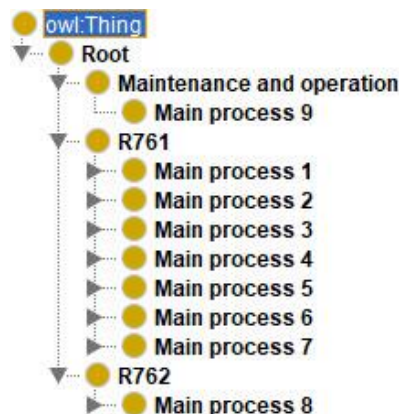 owl:Thing
Root
Maintenance and operation
Main process 9
R761
Main process 1
Main process 2
Main process 3
Main process 4
Main process 5
Main process 6
Main process 7
R762
Main process 8